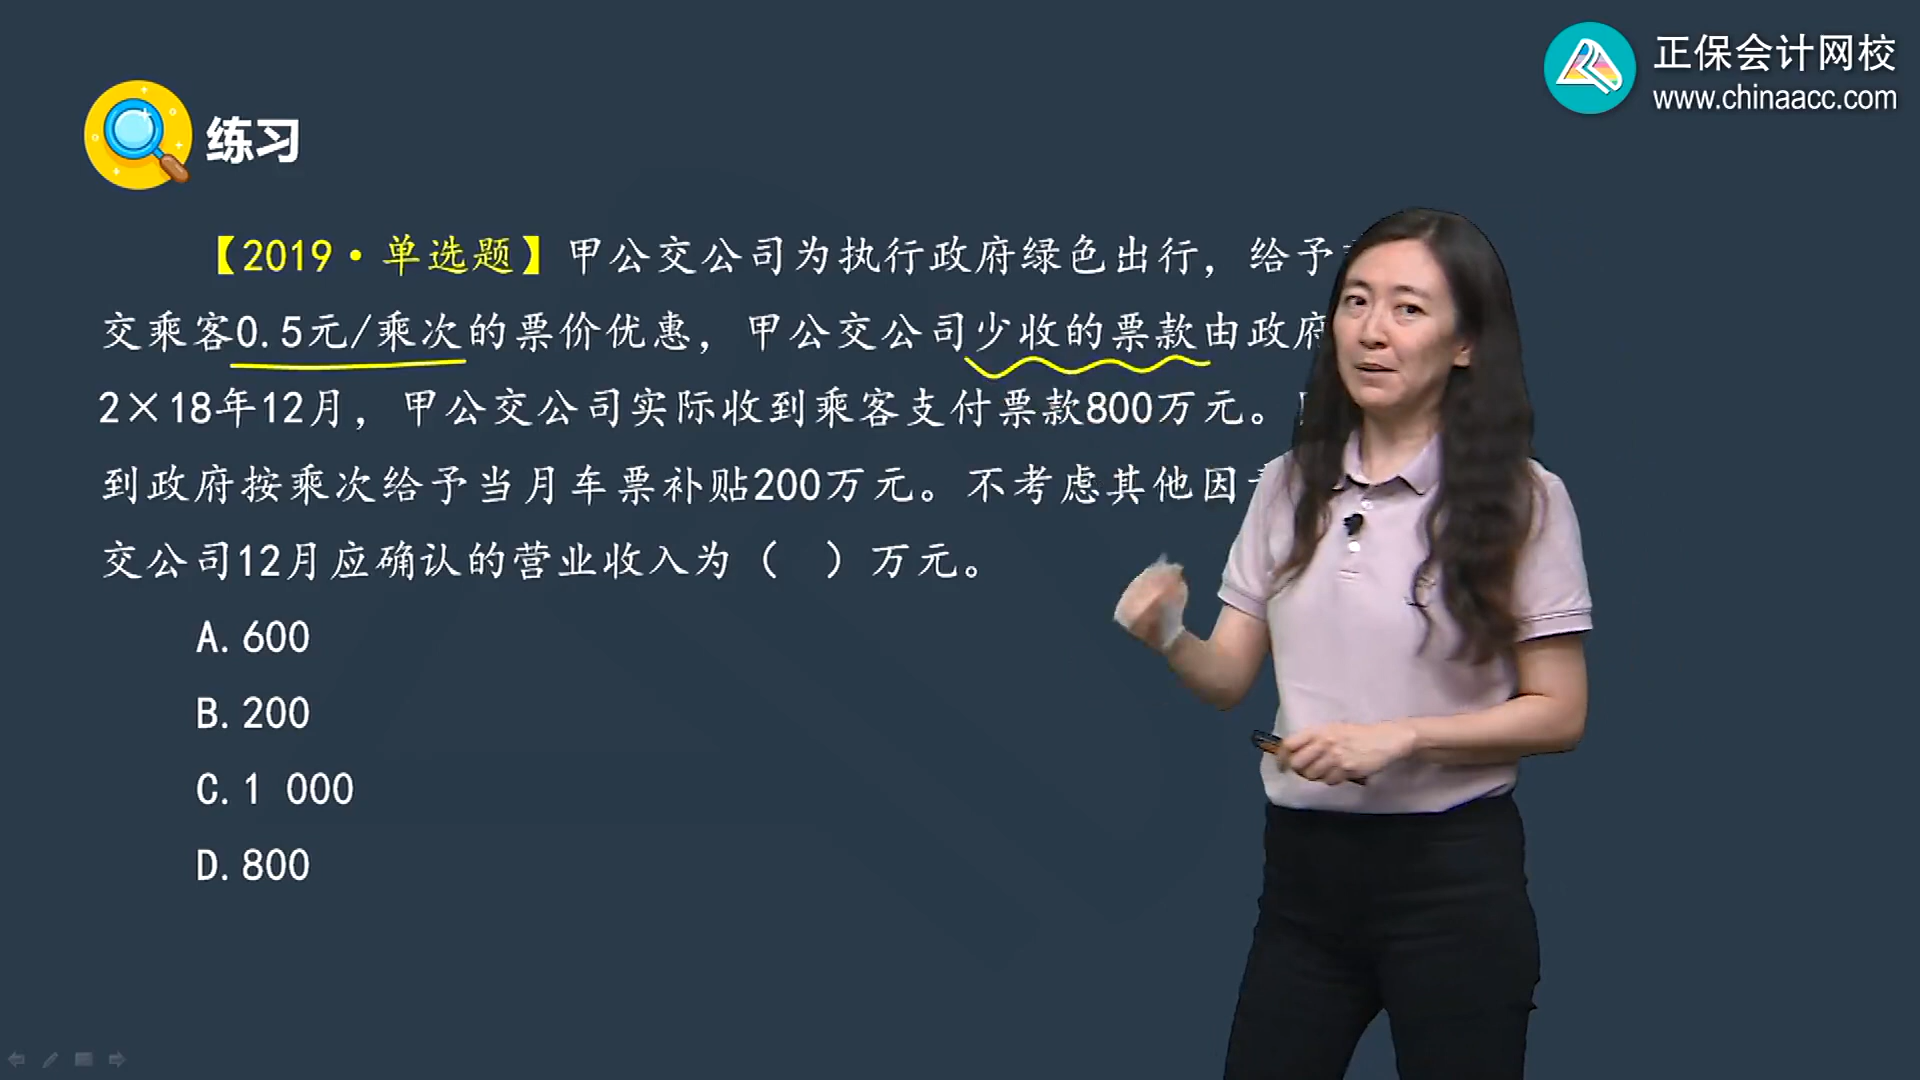 正保会计网校
www.chinaacc.com
练习
【2019·单选题】甲公交公司为执行政府绿色出行，给予
交乘客0.5元/乘次的票价优惠，甲公交公司少收的票款由政府
2×18年12月，甲公交公司实际收到乘客支付票款800万元。
到政府按乘次给予当月车票补贴200万元。不考虑其他因
交公司12月应确认的营业收入为（ ）万元。
A. 600
B. 200
C. 1 000
D. 800